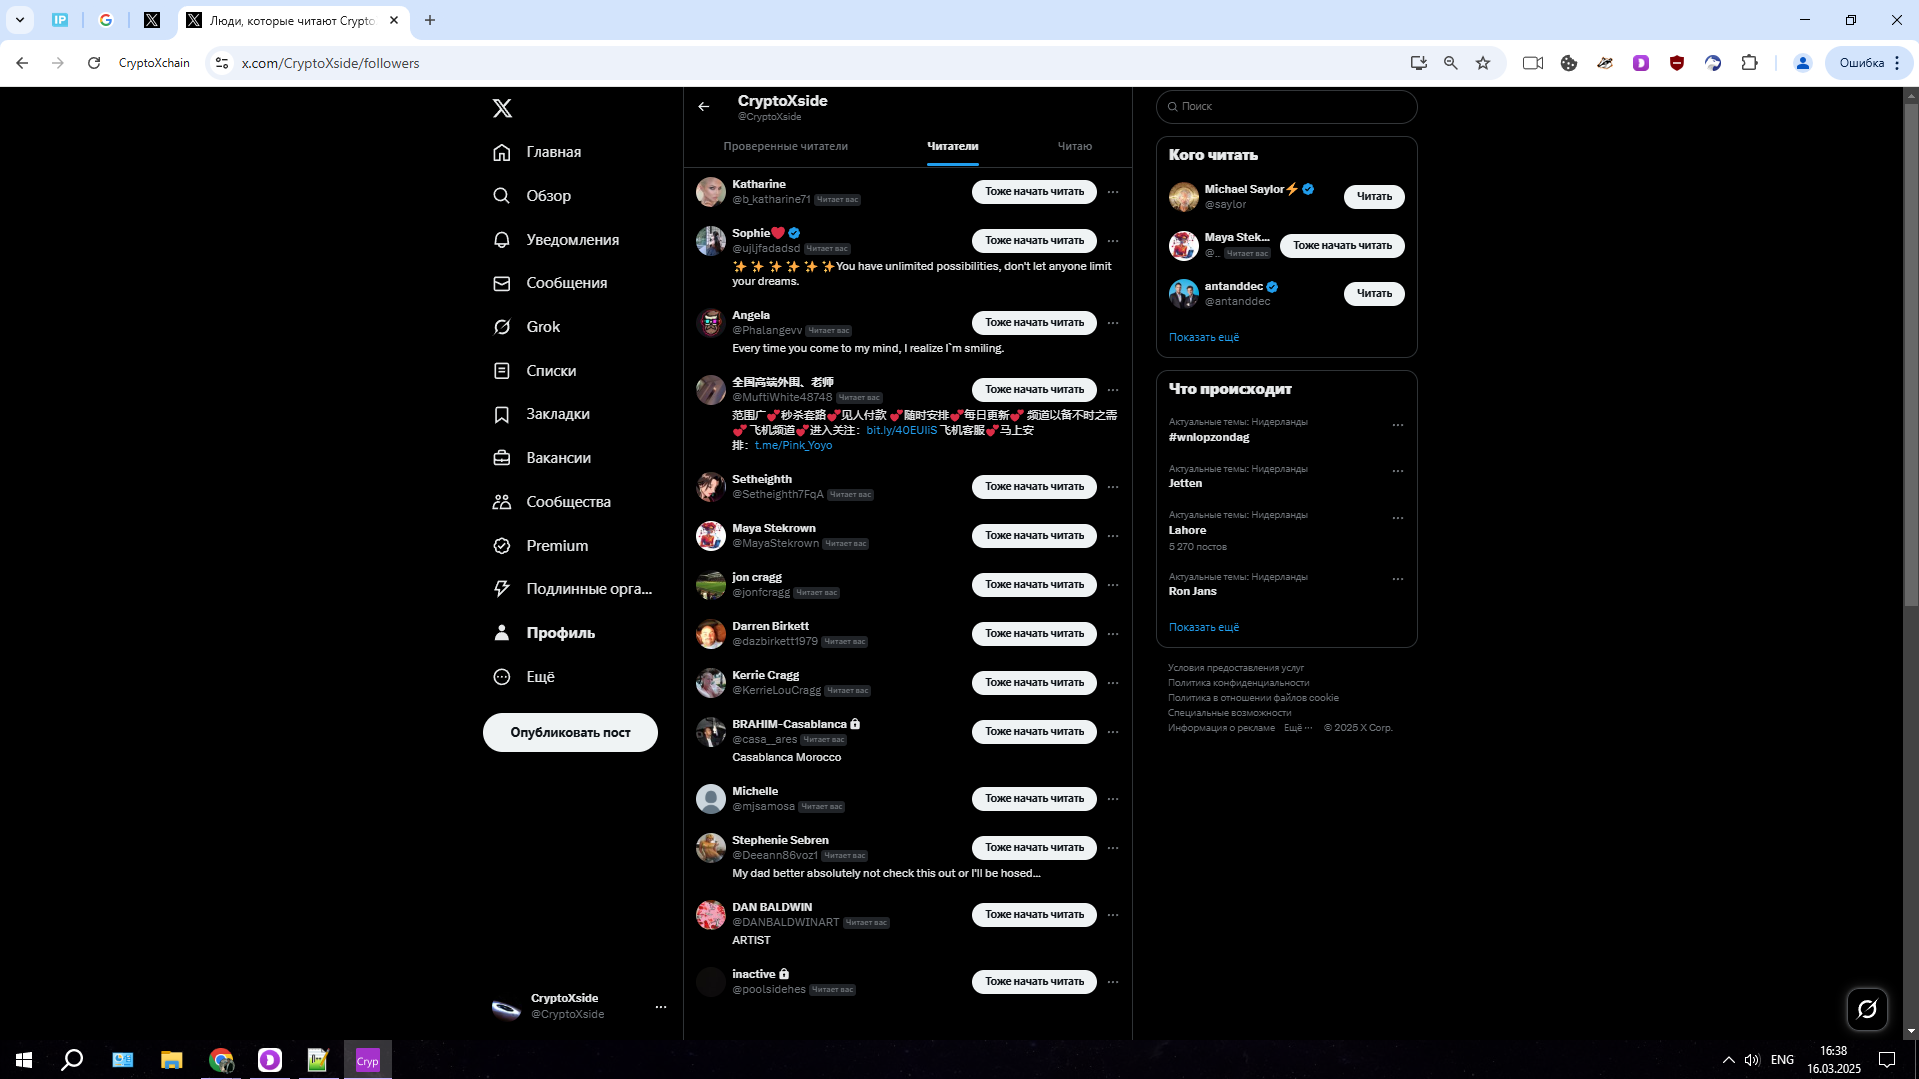 Люди, которые читают Crypto
CryptoXchain
x.com/CryptoXside/followers
Ошибка
Главная
Обзор
Уведомления
Сообщения
Grok
Списки
Закладки
Вакансии
Сообщества
Premium
Подлинные орга...
Профиль
Ещё
Опубликовать пост
CryptoXside
@CryptoXside
CryptoXside
@CryptoXside
Проверенные читатели
Читатели
Читаю
Katharine
@b_katharine71 Читает вас
Тоже начать читать
Sophie❤️
@ujljfadadsd Читает вас
Тоже начать читать
✨ ✨ ✨ ✨ ✨ ✨You have unlimited possibilities, don't let anyone limit
your dreams.
Angela
@Phalangevv Читает вас
Тоже начать читать
Every time you come to my mind, I realize I`m smiling.
全国高端外围、老师
@MuftiWhite48748 Читает вас
Тоже начать читать
范围广💕秒杀套路💕见人付款 💕随时安排💕每日更新💕 频道以备不时之需
💕 飞机频道💕进入关注：bit.ly/40EUIiS 飞机客服💕马上安
排：t.me/Pink_Yoyo
Setheighth
@Setheighth7FqA Читает вас
Тоже начать читать
Maya Stekrown
@MayaStekrown Читает вас
Тоже начать читать
jon cragg
@jonfcragg Читает вас
Тоже начать читать
Darren Birkett
@dazbirkett1979 Читает вас
Тоже начать читать
Kerrie Cragg
@KerrieLouCragg Читает вас
Тоже начать читать
BRAHIM-Casablanca
@casa__ares Читает вас
Тоже начать читать
Casablanca Morocco
Michelle
@mjsamosa Читает вас
Тоже начать читать
Stephenie Sebren
@Deeann86voz1 Читает вас
Тоже начать читать
My dad better absolutely not check this out or I'll be hosed...
DAN BALDWIN
@DANBALDWINART Читает вас
Тоже начать читать
ARTIST
inactive
@poolsidehes Читает вас
Тоже начать читать
Поиск
Кого читать
Michael Saylor⚡
@saylor
Читать
Maya Stek...
@... Читает вас
Тоже начать читать
antanddec
@antanddec
Читать
Показать ещё
Что происходит
Актуальные темы: Нидерланды
#wnlopzondag
Актуальные темы: Нидерланды
Jetten
Актуальные темы: Нидерланды
Lahore
5 270 постов
Актуальные темы: Нидерланды
Ron Jans
Показать ещё
Условия предоставления услуг
Политика конфиденциальности
Политика в отношении файлов cookie
Специальные возможности
Информация о рекламе Ещё ··· © 2025 X Corp.
Cryp
ENG
16:38
16.03.2025